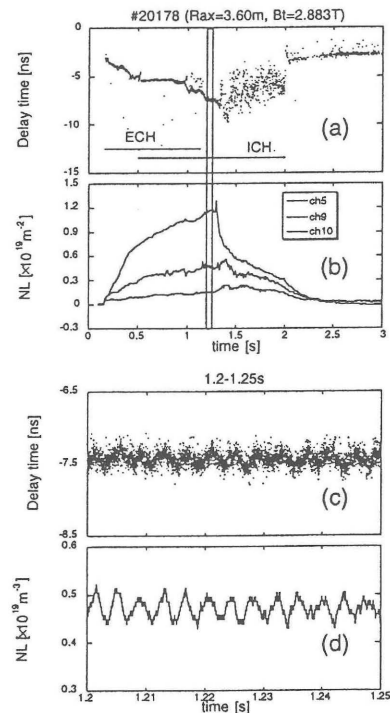 #20178 (Rax=3.60m, Bt=2.883T)
0
-5
-10
-15
Delay time [ns]
ECH
ICH
(a)
1.5
1.2
0.9
0.6
0.3
0
-0.3
NL [×10¹⁹m⁻²]
ch5
ch9
ch10
(b)
0 0.5 1 1.5 2 2.5 3
time [s]
1.2-1.25s
-6.5
-7.5
-8.5
Delay time [ns]
(c)
0.6
0.5
0.4
0.3
NL [×10¹⁹m⁻³]
(d)
1.2 1.21 1.22 1.23 1.24 1.25
time [s]